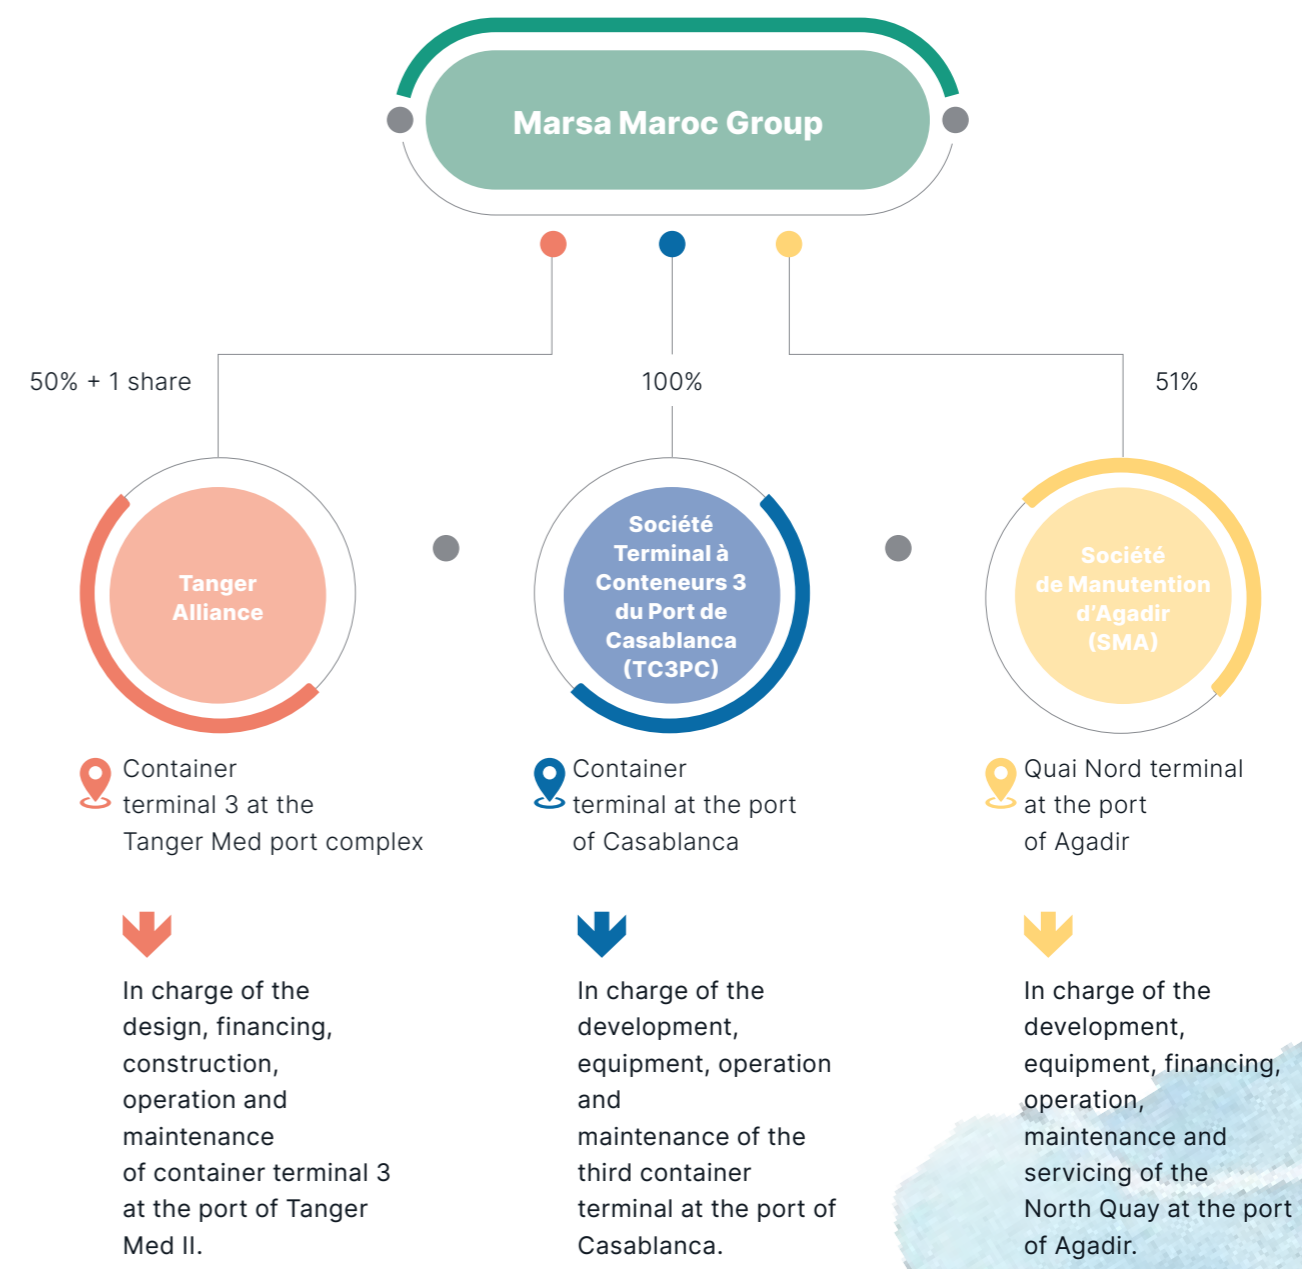 Marsa Maroc Group
50% + 1 share
100%
51%
Tanger
Alliance
Société
Terminal à
Conteneurs 3
du Port de
Casablanca
(TC3PC)
Société
de Manutention
d'Agadir
(SMA)
Container
terminal 3 at the
Tanger Med port complex
Container
terminal at the port
of Casablanca
Quai Nord terminal
at the port
of Agadir
In charge of the
design, financing,
construction,
operation and
maintenance
of container terminal 3
at the port of Tanger
Med II.
In charge of the
development,
equipment, operation
and
maintenance of the
third container
terminal at the port of
Casablanca.
In charge of the
development,
equipment, financing,
operation,
maintenance and
servicing of the
North Quay at the port
of Agadir.